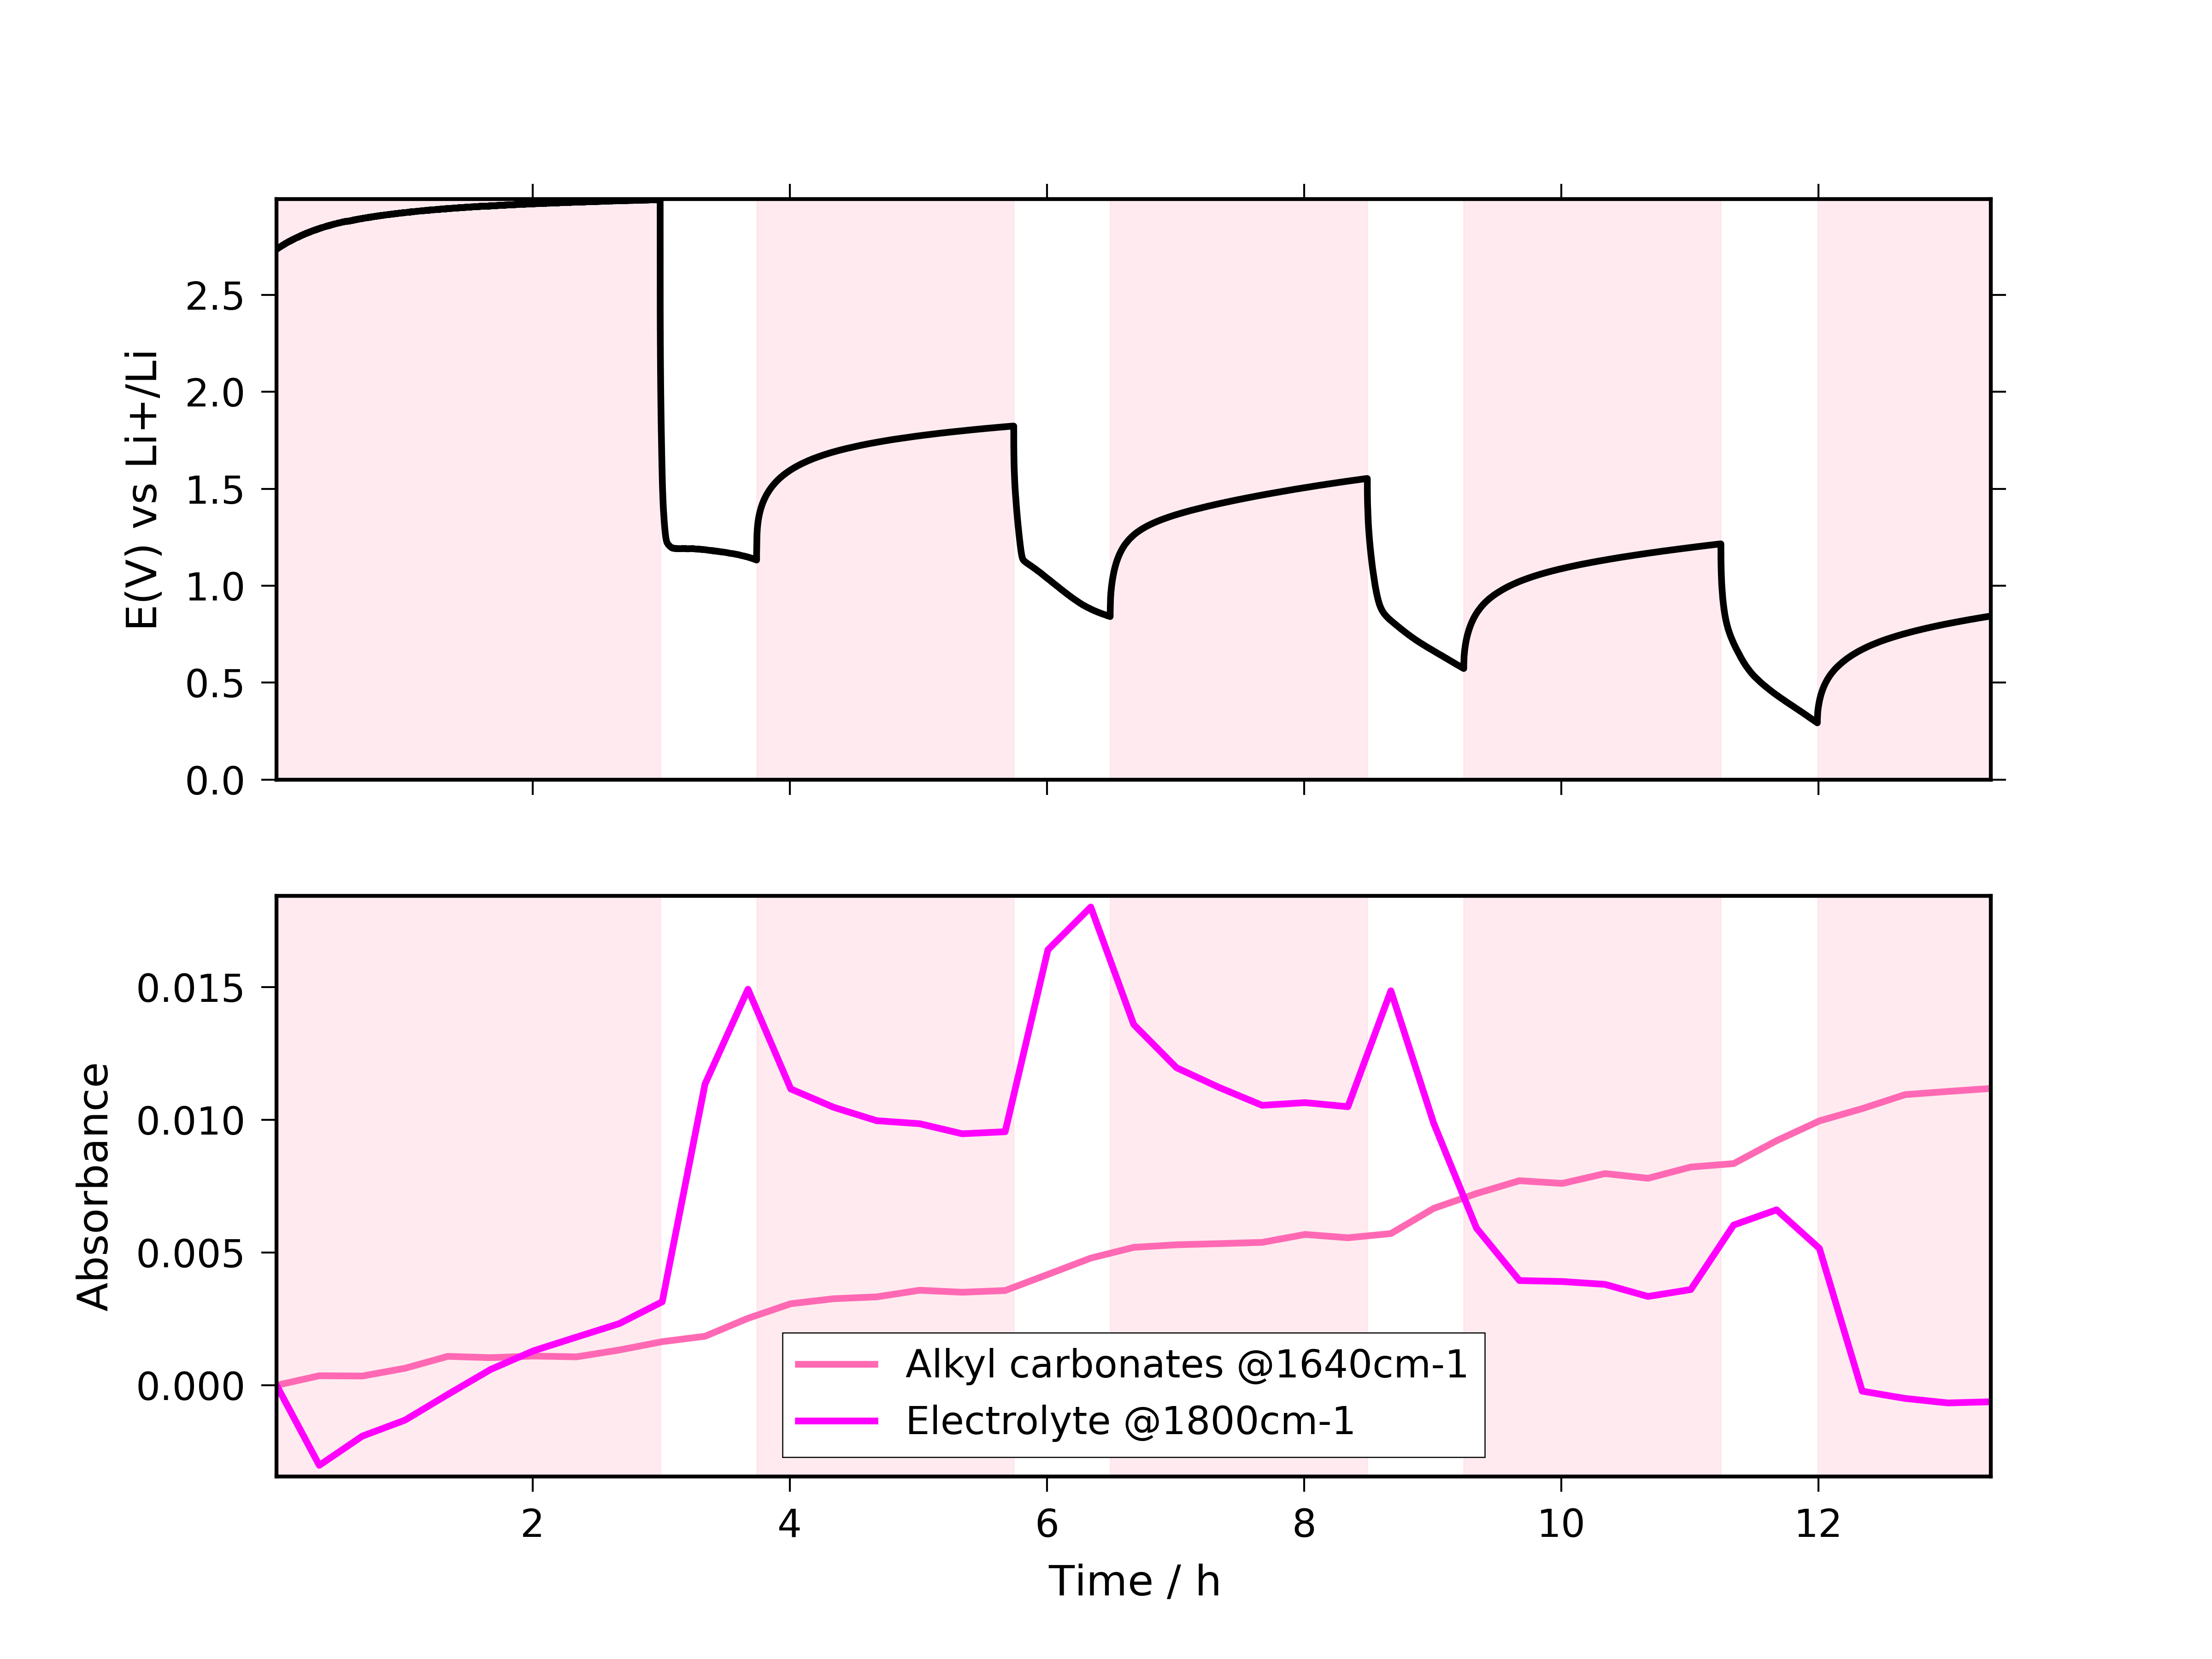 2.5
2.0
1.5
1.0
0.5
0.0
E(V) vs Li+/Li
0.015
0.010
0.005
0.000
Absorbance
Alkyl carbonates @1640cm-1
Electrolyte @1800cm-1
2 4 6 8 10 12
Time / h